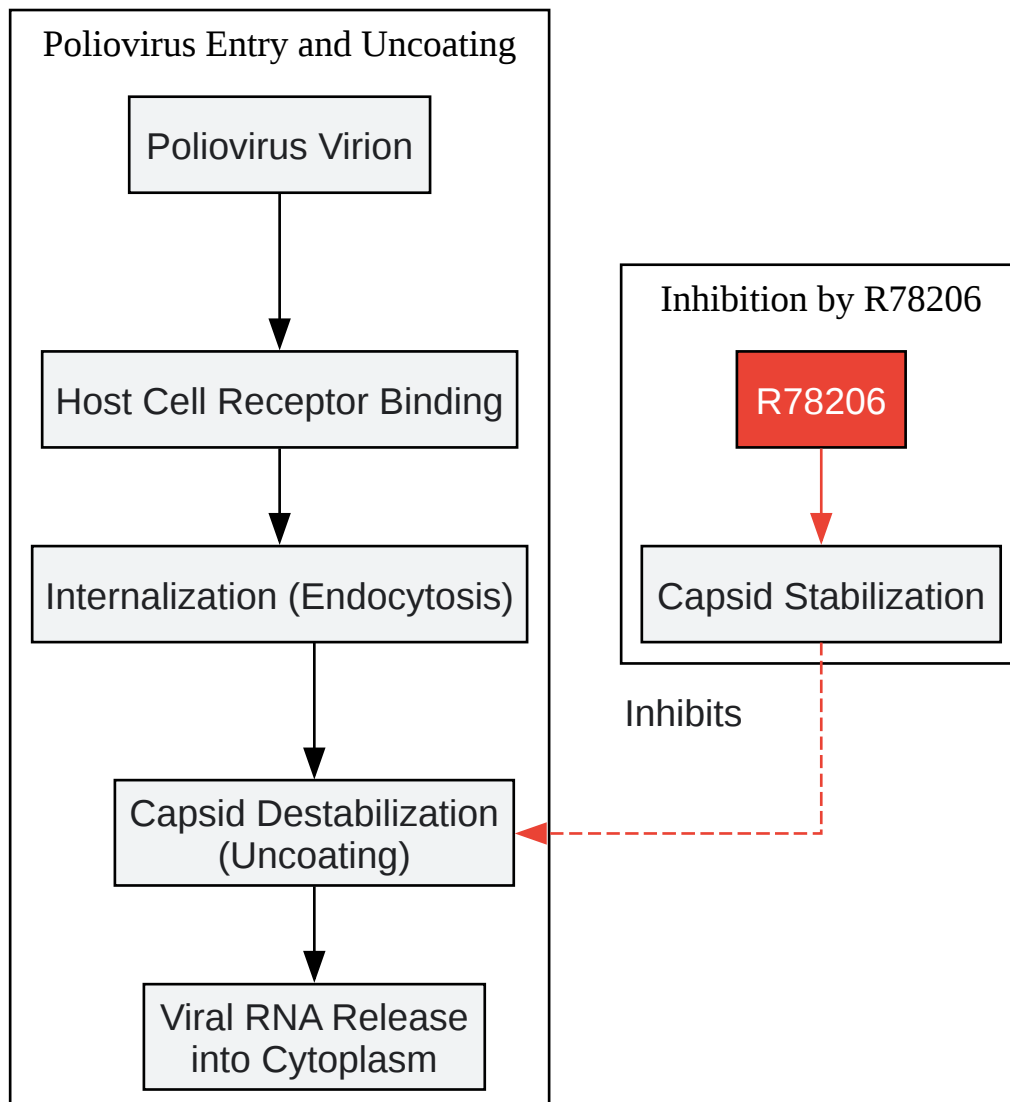 Poliovirus Entry and Uncoating
Poliovirus Virion
Host Cell Receptor Binding
Internalization (Endocytosis)
Capsid Destabilization
(Uncoating)
Viral RNA Release
into Cytoplasm
Inhibition by R78206
R78206
Capsid Stabilization
Inhibits